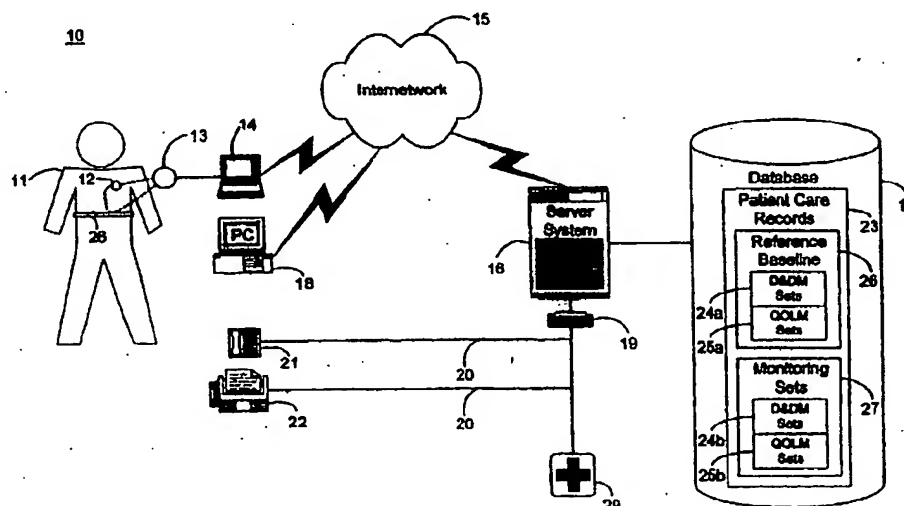 10
15
Internetwork
13
14
11
12
28
PC
18
Server
System
16
19
21
20
22
20
29
Database
Patient Care
Records
23
Reference
Baseline
26
D&DM
Sets
24a
QOLM
Sets
25a
Monitoring
Sets
27
D&DM
Sets
24b
QOLM
Sets
25b